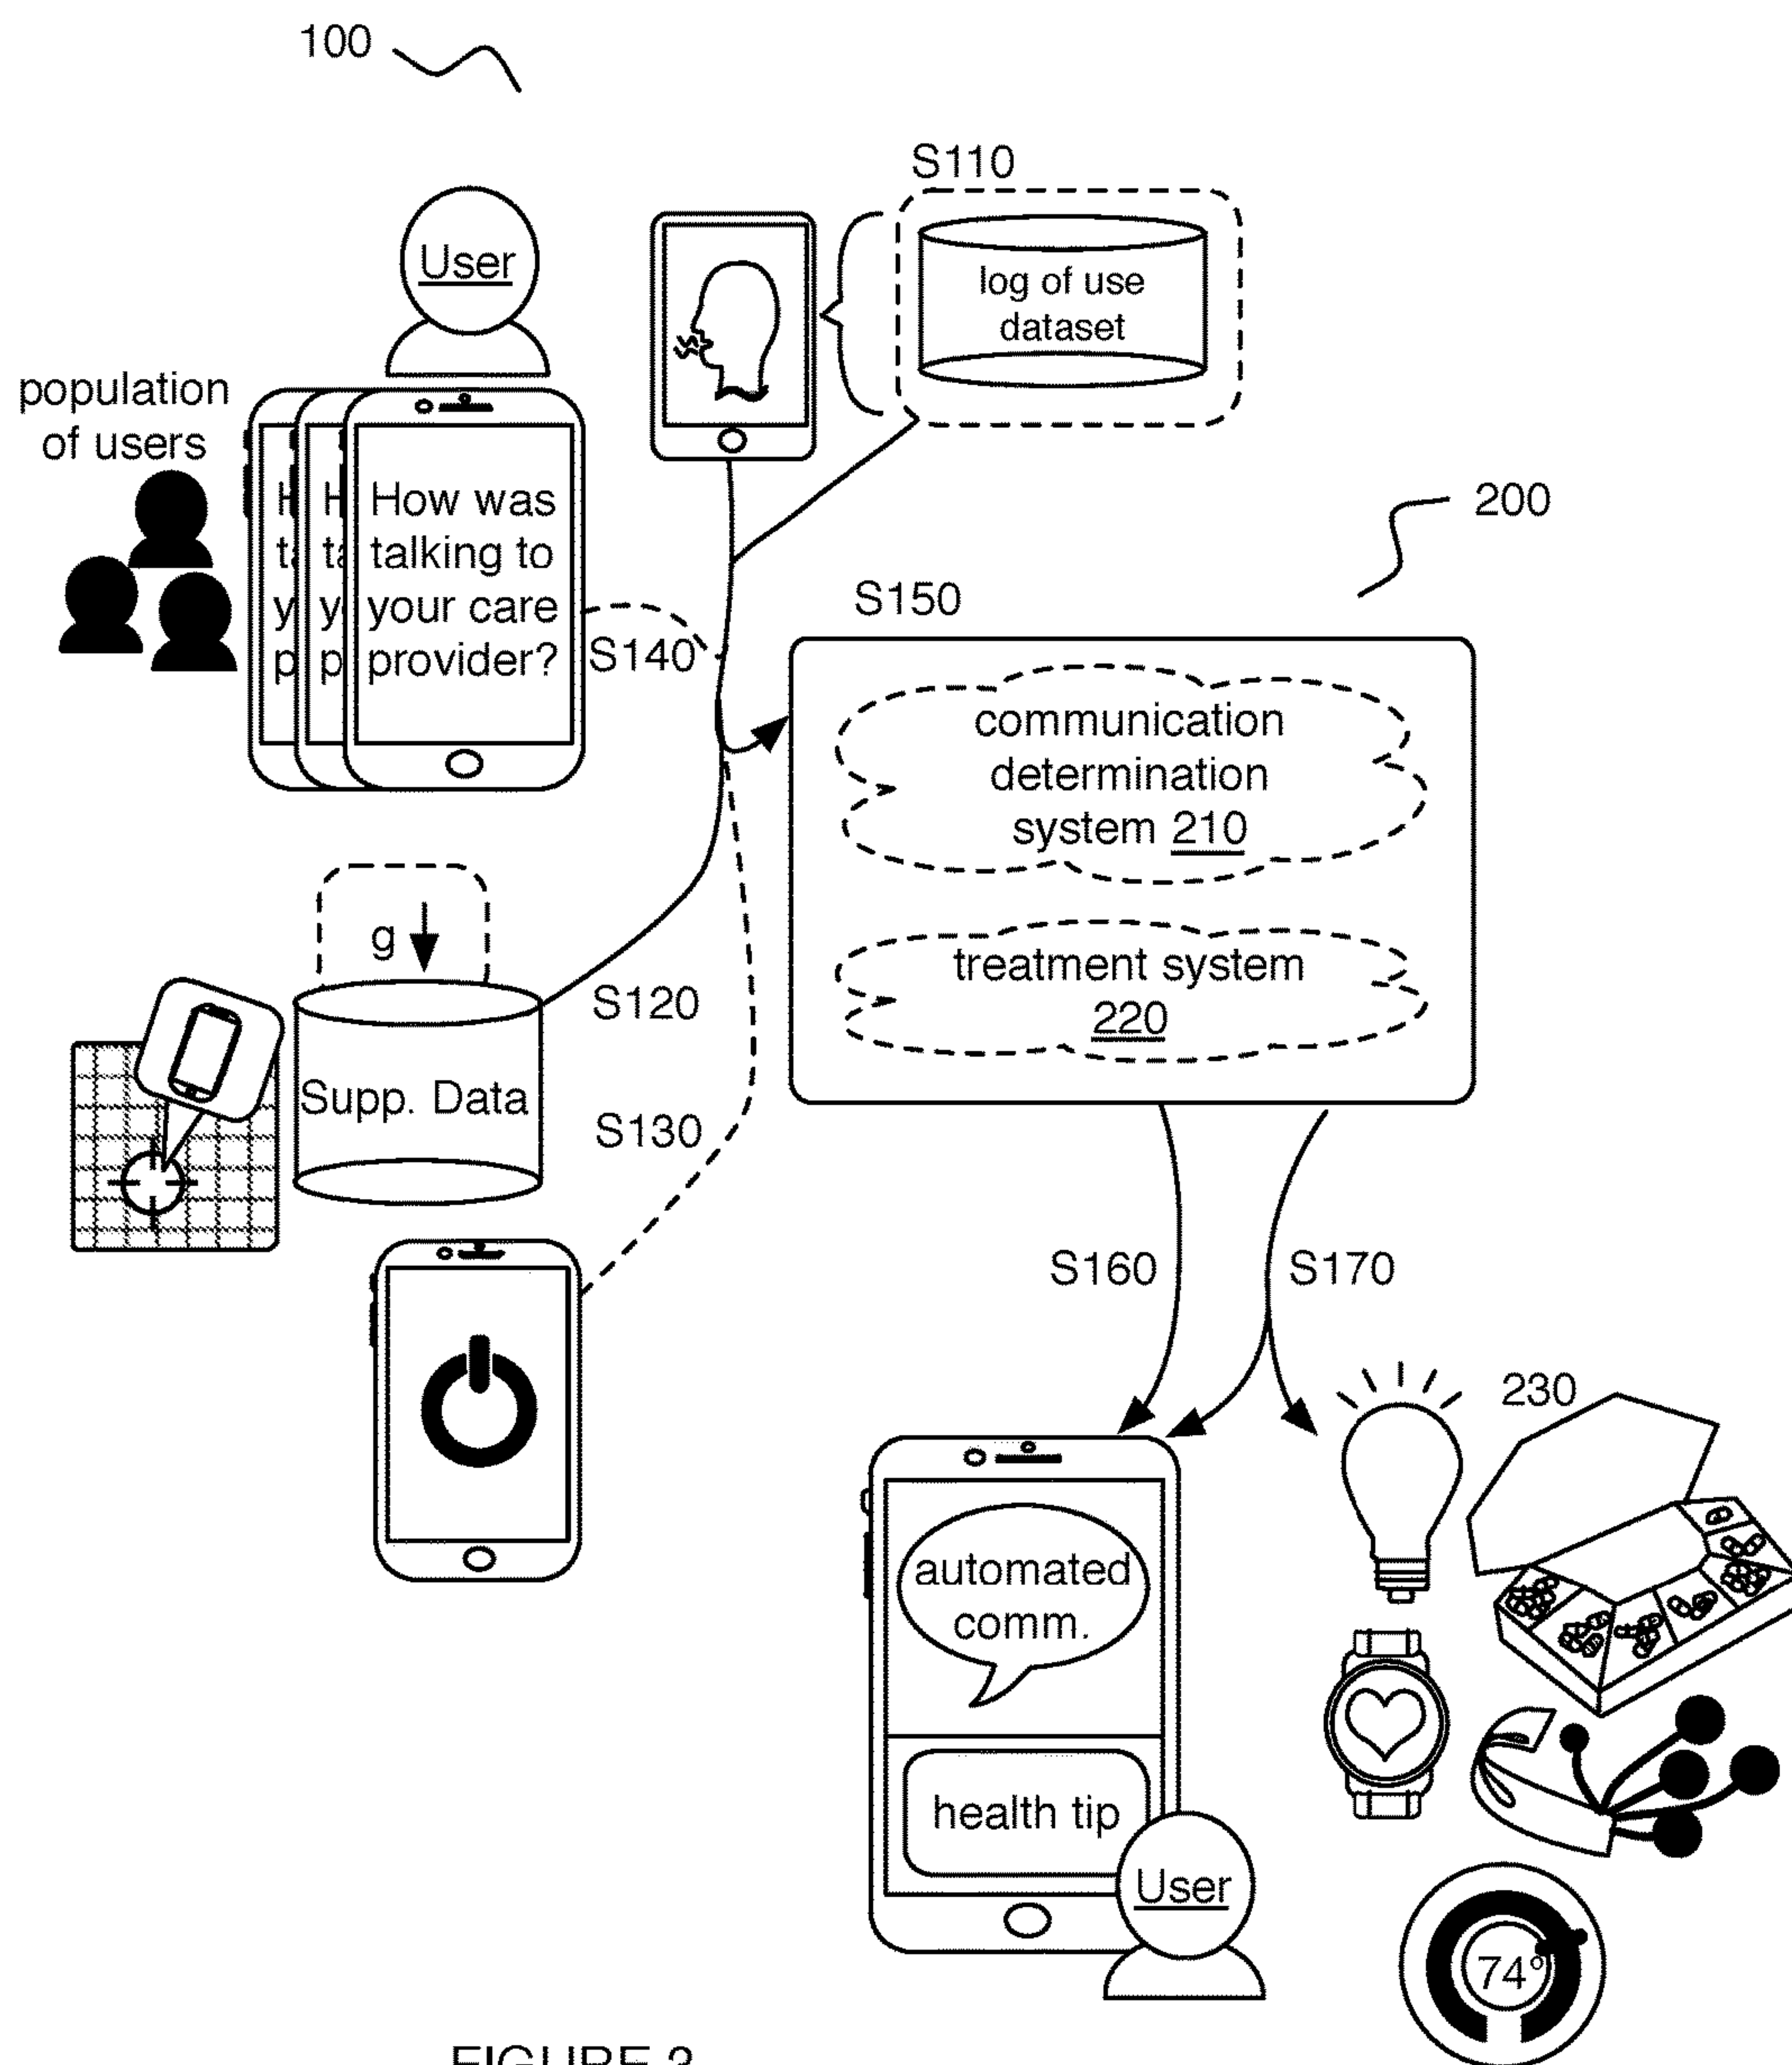 100
S110
User
log of use
dataset
population
of users
H
ta
y
p
H
ta
y
p
How was
talking to
your care
provider?
200
S140
S150
communication
determination
system 210
treatment system
220
g
S120
Supp. Data
S130
S160
S170
230
automated
comm.
health tip
User
74°